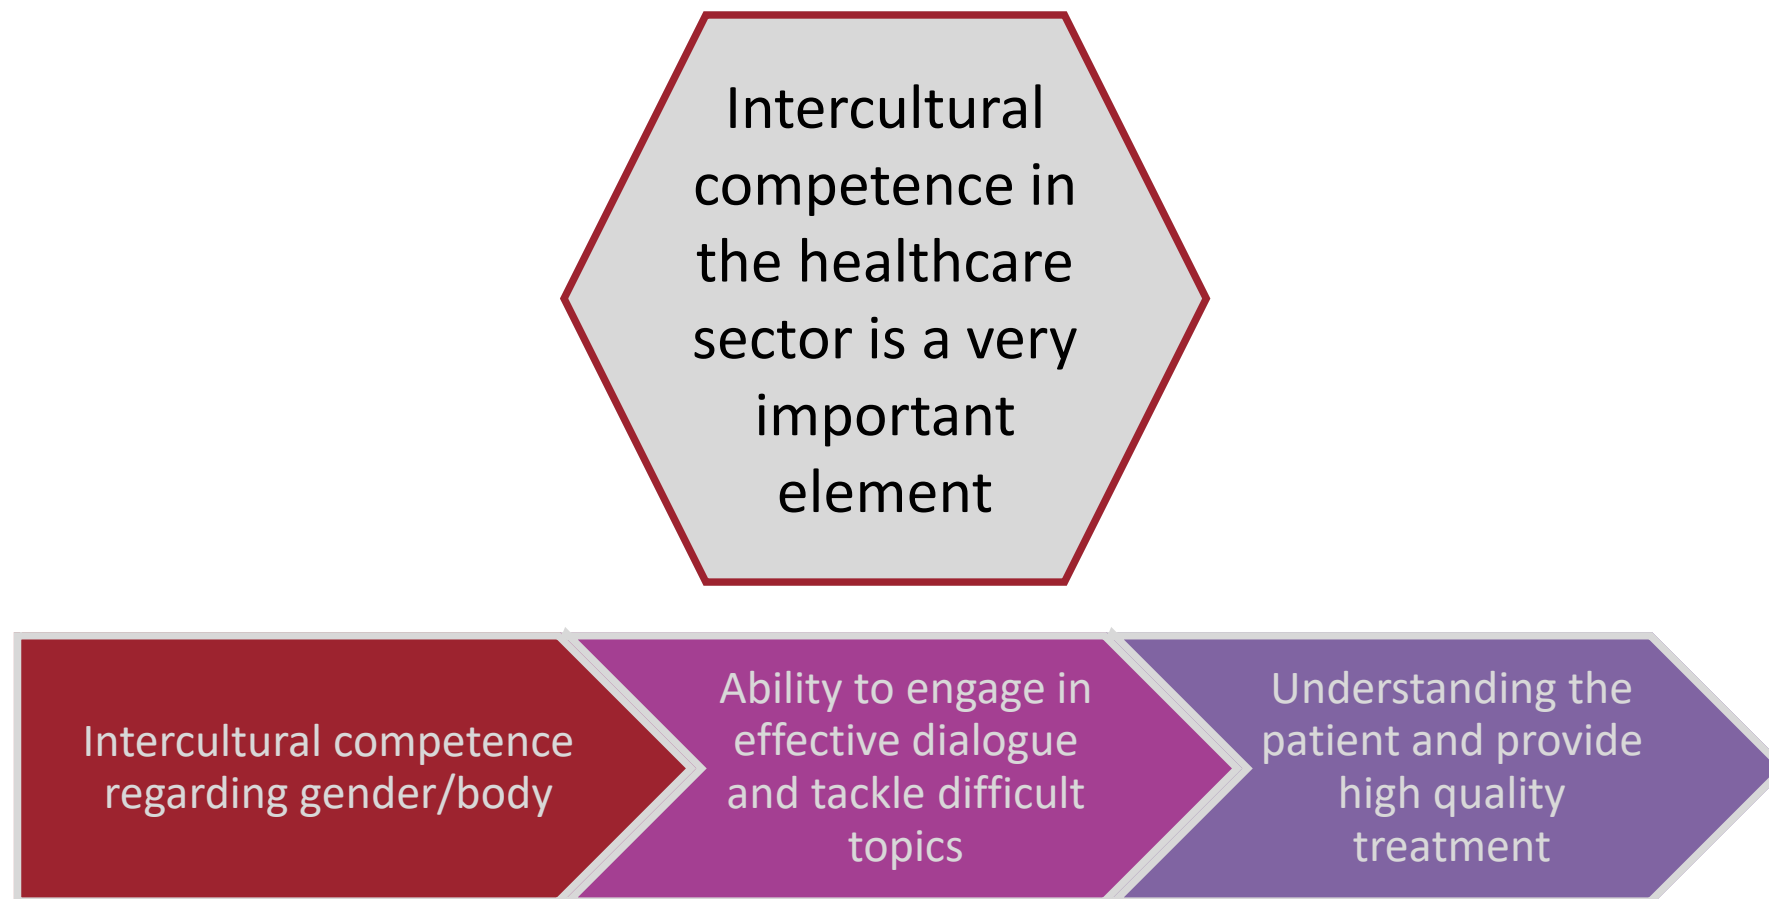 Intercultural
competence in
the healthcare
sector is a very
important
element
Intercultural competence
regarding gender/body
Ability to engage in
effective dialogue
and tackle difficult
topics
Understanding the
patient and provide
high quality
treatment